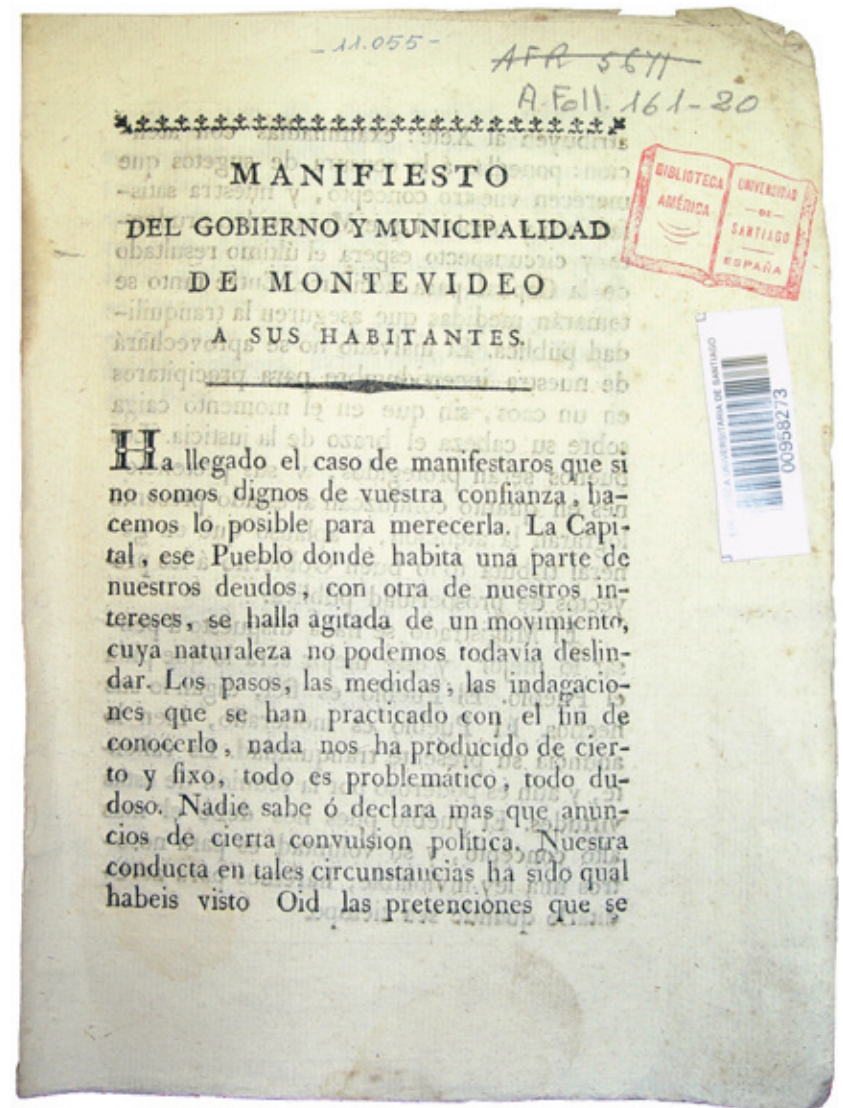 - 11.055 -
AFR 5671
A.Foll. 161-20
MANIFIESTO
DEL GOBIERNO Y MUNICIPALIDAD
DE MONTEVIDEO
A SUS HABITANTES.
BIBLIOTECA
AMÉRICA
UNIVERSIDAD
DE
SANTIAGO
ESPAÑA
UNIVERSITARIA DE SANTIAGO
00958273
Ha llegado el caso de manifestaros que si
no somos dignos de vuestra confianza, ha-
cemos lo posible para merecerla. La Capi-
tal, ese Pueblo donde habita una parte de
nuestros deudos, con otra de nuestros in-
tereses, se halla agitada de un movimiento,
cuya naturaleza no podemos todavía deslin-
dar. Los pasos, las medidas, las indagacio-
nes que se han practicado con el fin de
conocerlo, nada nos ha producido de cier-
to y fixo, todo es problemático, todo du-
doso. Nadie sabe ó declara mas que anun-
cios de cierta convulsion política. Nuestra
conducta en tales circunstancias ha sido qual
habeis visto Oid las pretenciones que se